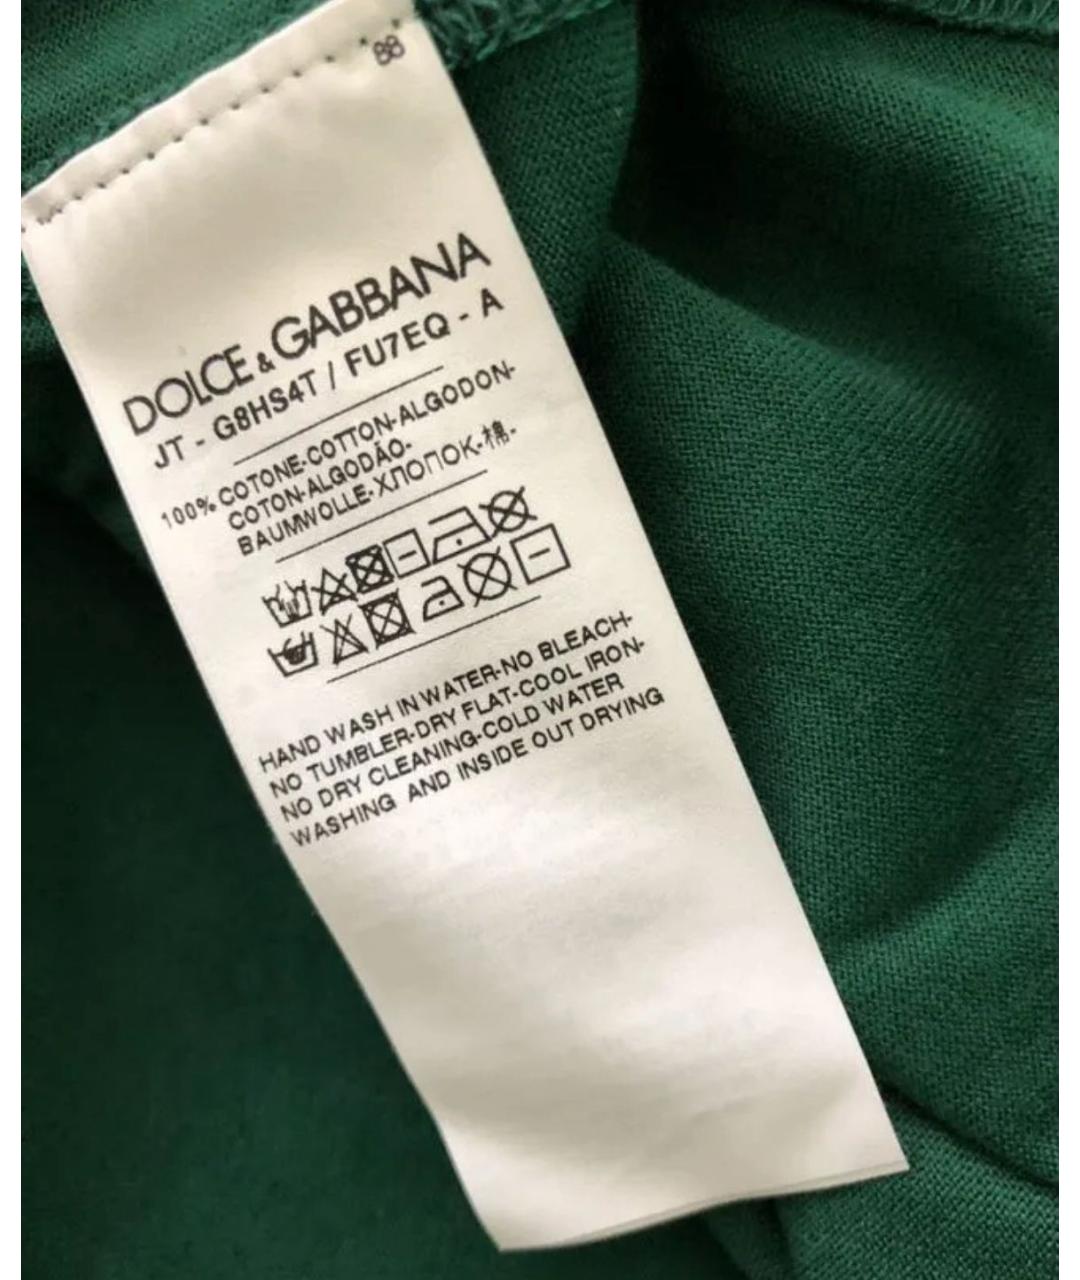 88
DOLCE & GABBANA
JT - G8HS4T / FU7EQ - A
100% COTONE-COTTON-ALGODON-
COTON-ALGODÃO-
BAUMWOLLE-ХЛОПОК-棉-
HAND WASH IN WATER-NO BLEACH-
NO TUMBLER-DRY FLAT-COOL IRON-
NO DRY CLEANING-COLD WATER
WASHING AND INSIDE OUT DRYING